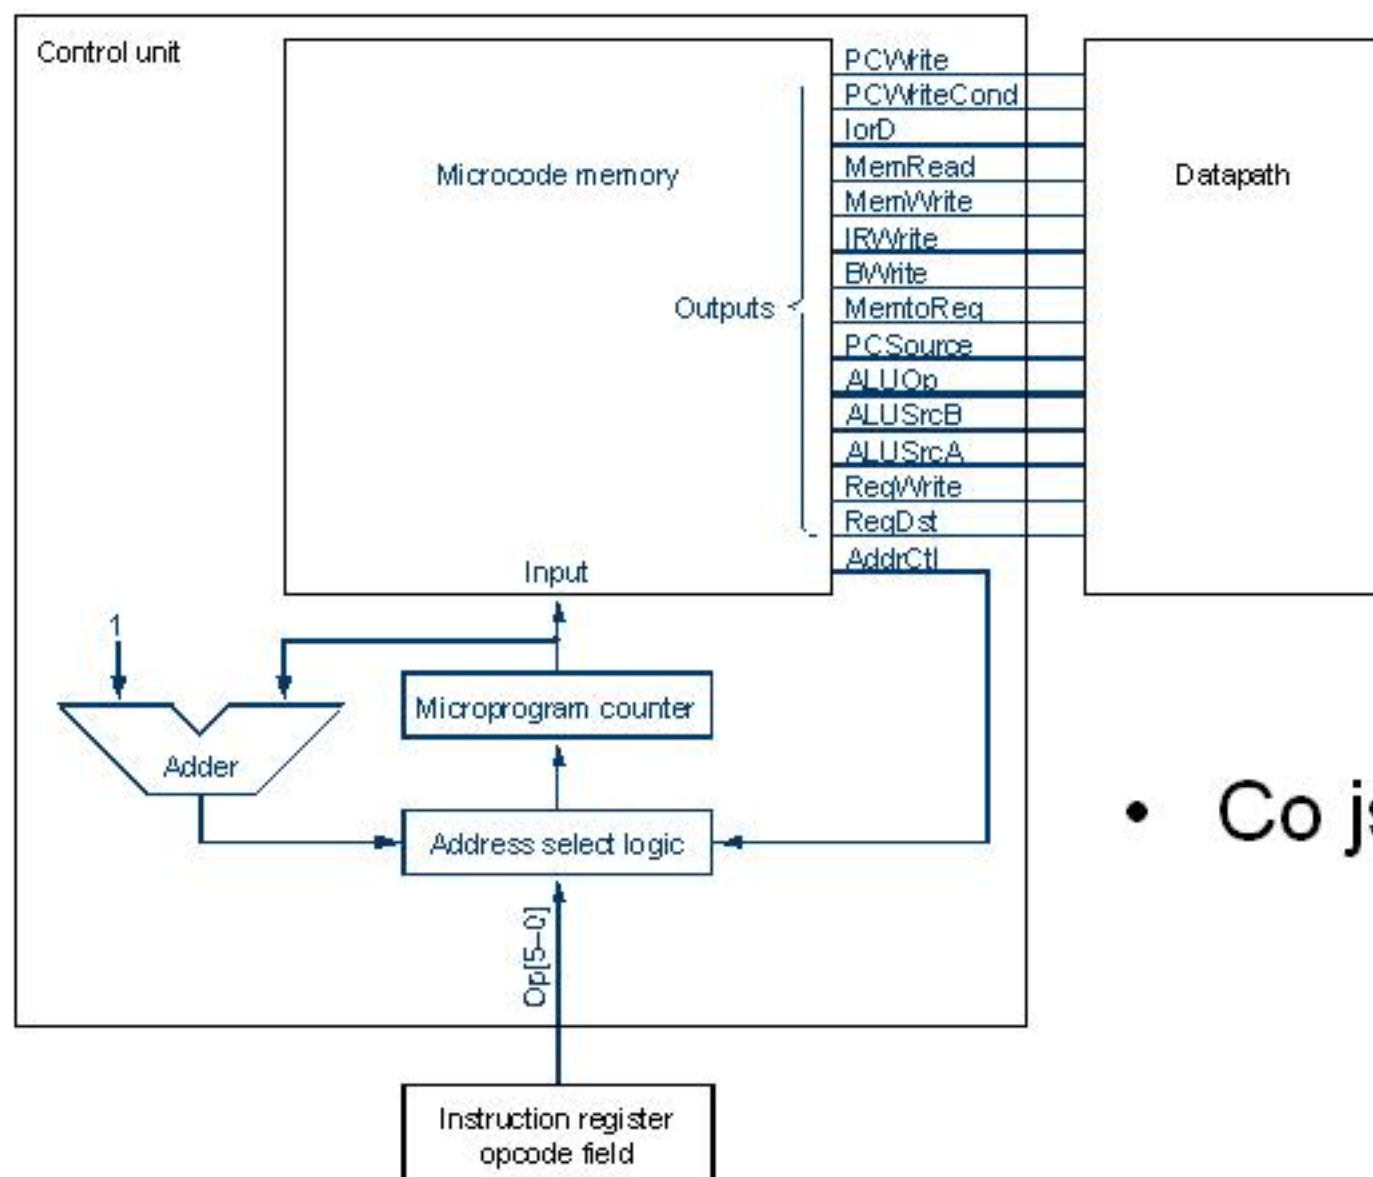 Control unit
PCWrite
PCWriteCond
IorD
MemRead
Microcode memory
Datapath
MemWrite
IRWrite
BWrite
Outputs
MemtoReg
PCSource
ALUOp
ALUSrcB
ALUSrcA
RegWrite
RegDst
AddrCtl
Input
1
Microprogram counter
Adder
• Co
Address select logic
Op[5–0]
Instruction register
opcode field